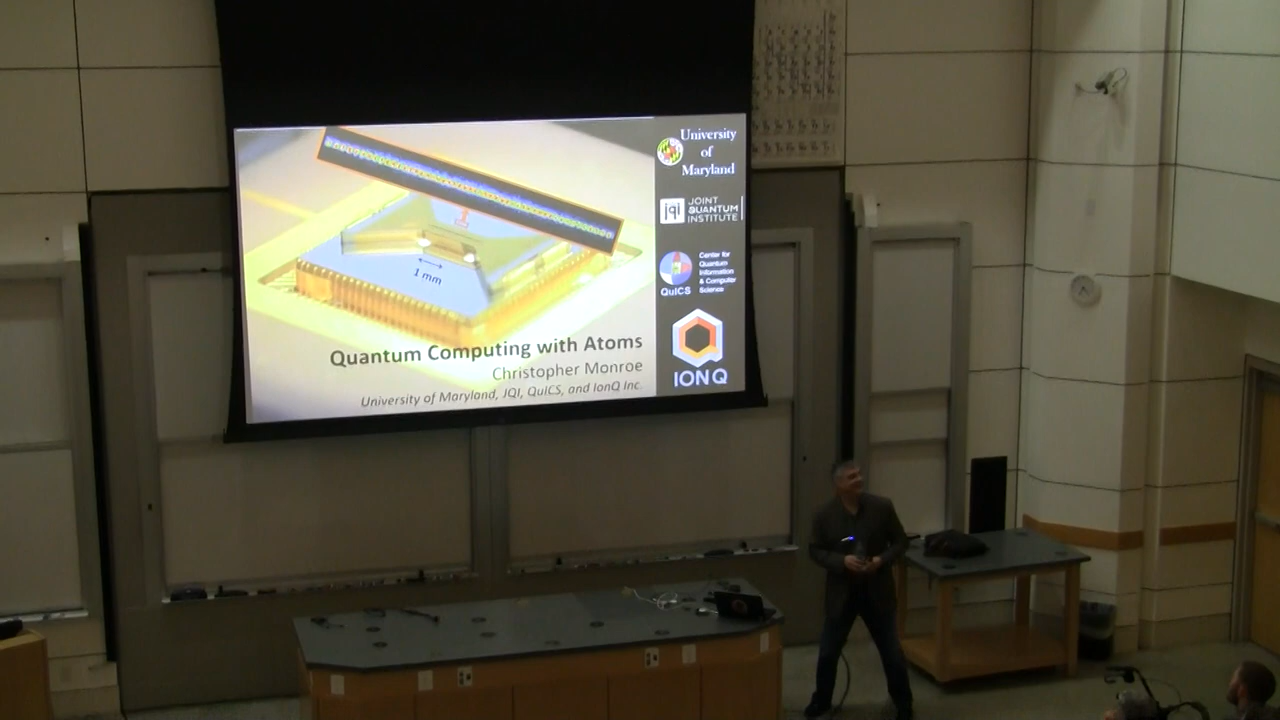 1 mm
Quantum Computing with Atoms
Christopher Monroe
University of Maryland, JQI, QuICS, and IonQ Inc.
University
of
Maryland
jqi
JOINT
QUANTUM
INSTITUTE
QuICS
Center for
Quantum
Information
& Computer
Science
IONQ